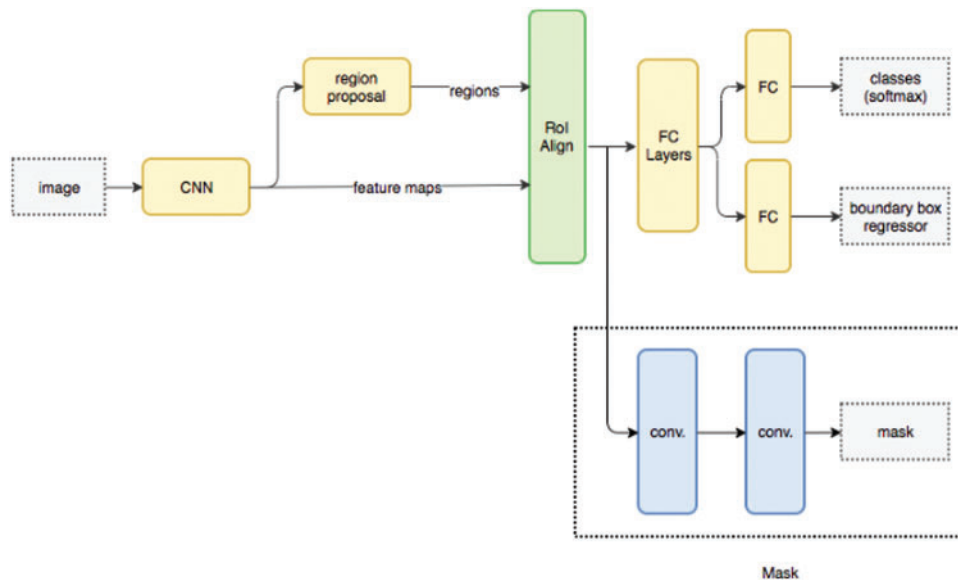 region
proposal
regions
RoI
Align
FC
Layers
FC
classes
(softmax)
image
CNN
feature maps
FC
boundary box
regressor
conv.
conv.
mask
Mask